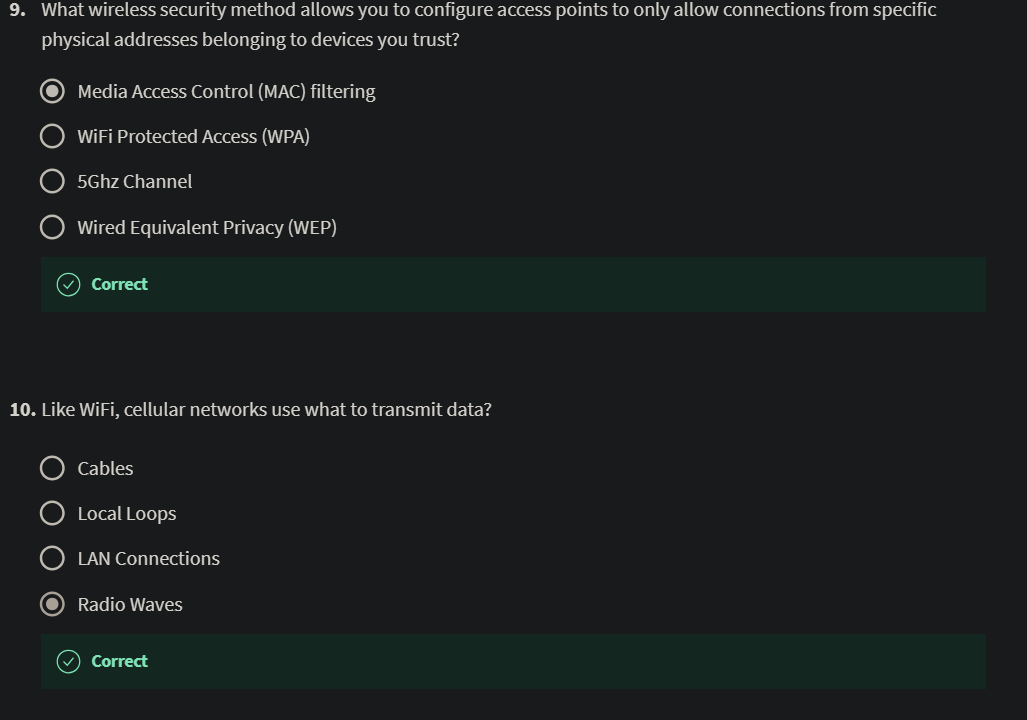 9. What wireless security method allows you to configure access points to only allow connections from specific
physical addresses belonging to devices you trust?
Media Access Control (MAC) filtering
WiFi Protected Access (WPA)
5Ghz Channel
Wired Equivalent Privacy (WEP)
Correct
10. Like WiFi, cellular networks use what to transmit data?
Cables
Local Loops
LAN Connections
Radio Waves
Correct